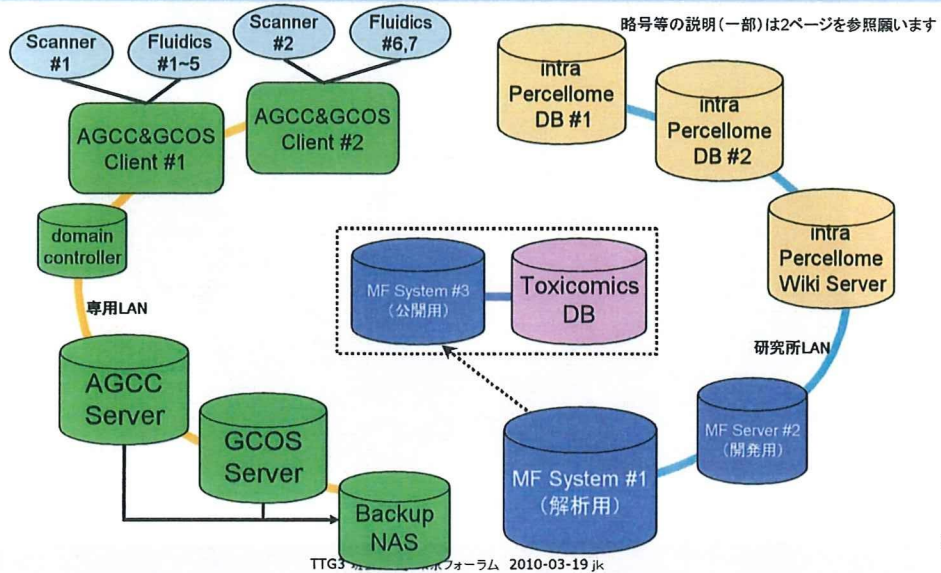 略号等の説明(一部)は2ページを参照願います
Scanner
#1
Fluidics
#1~5
Scanner
#2
Fluidics
#6,7
AGCC&GCOS
Client #1
AGCC&GCOS
Client #2
domain
controller
専用LAN
AGCC
Server
GCOS
Server
Backup
NAS
intra
Percellome
DB #1
intra
Percellome
DB #2
intra
Percellome
Wiki Server
研究所LAN
MF System #3
(公開用)
Toxicomics
DB
MF Server #2
(開発用)
MF System #1
(解析用)
TTG3 フォーラム 2010-03-19 jk